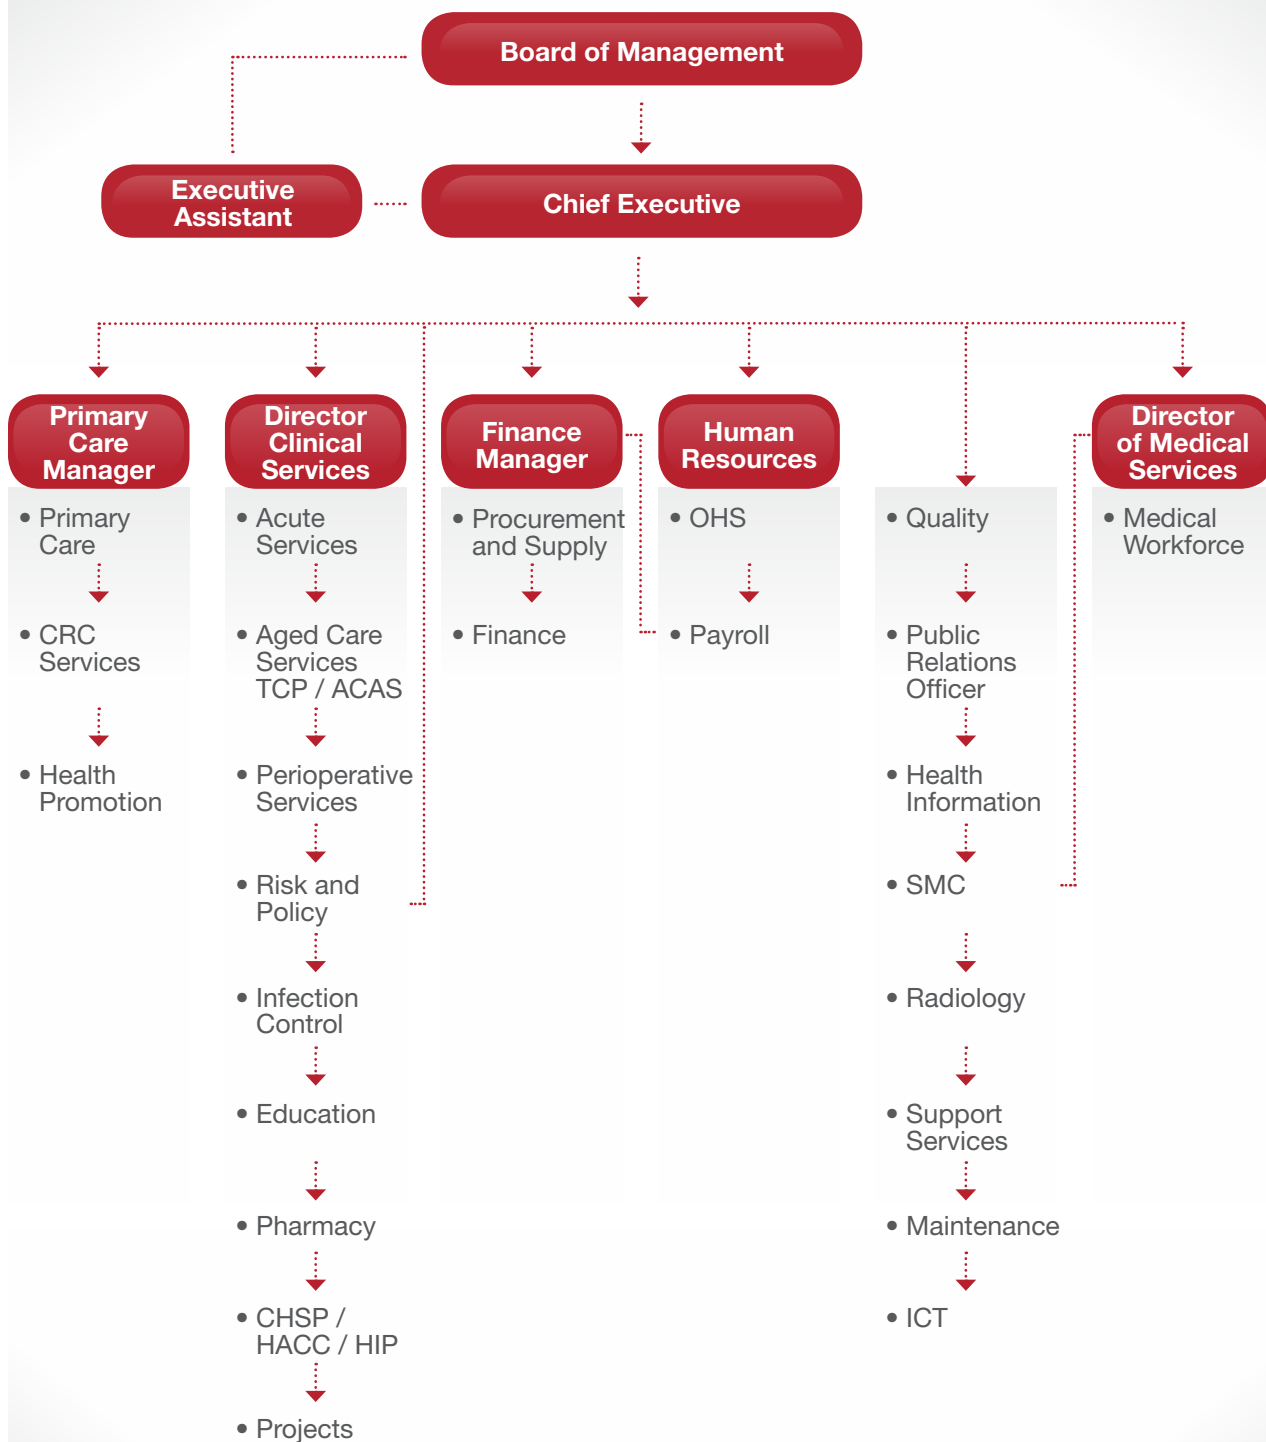 Board of Management
Executive
Assistant
Chief Executive
Primary
Care
Manager
• Primary
Care
• CRC
Services
• Health
Promotion
Director
Clinical
Services
• Acute
Services
• Aged Care
Services
TCP / ACAS
• Perioperative
Services
• Risk and
Policy
• Infection
Control
• Education
• Pharmacy
• CHSP /
HACC / HIP
• Projects
Finance
Manager
• Procurement
and Supply
• Finance
Human
Resources
• OHS
• Payroll
• Quality
• Public
Relations
Officer
• Health
Information
• SMC
• Radiology
• Support
Services
• Maintenance
• ICT
Director
of Medical
Services
• Medical
Workforce